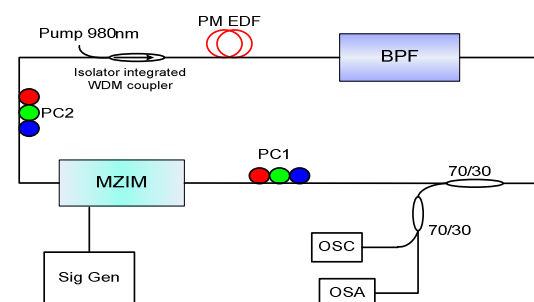 PM EDF
Pump 980nm
BPF
Isolator integrated
WDM coupler
PC2
PC1
MZIM
70/30
70/30
OSC
Sig Gen
OSA